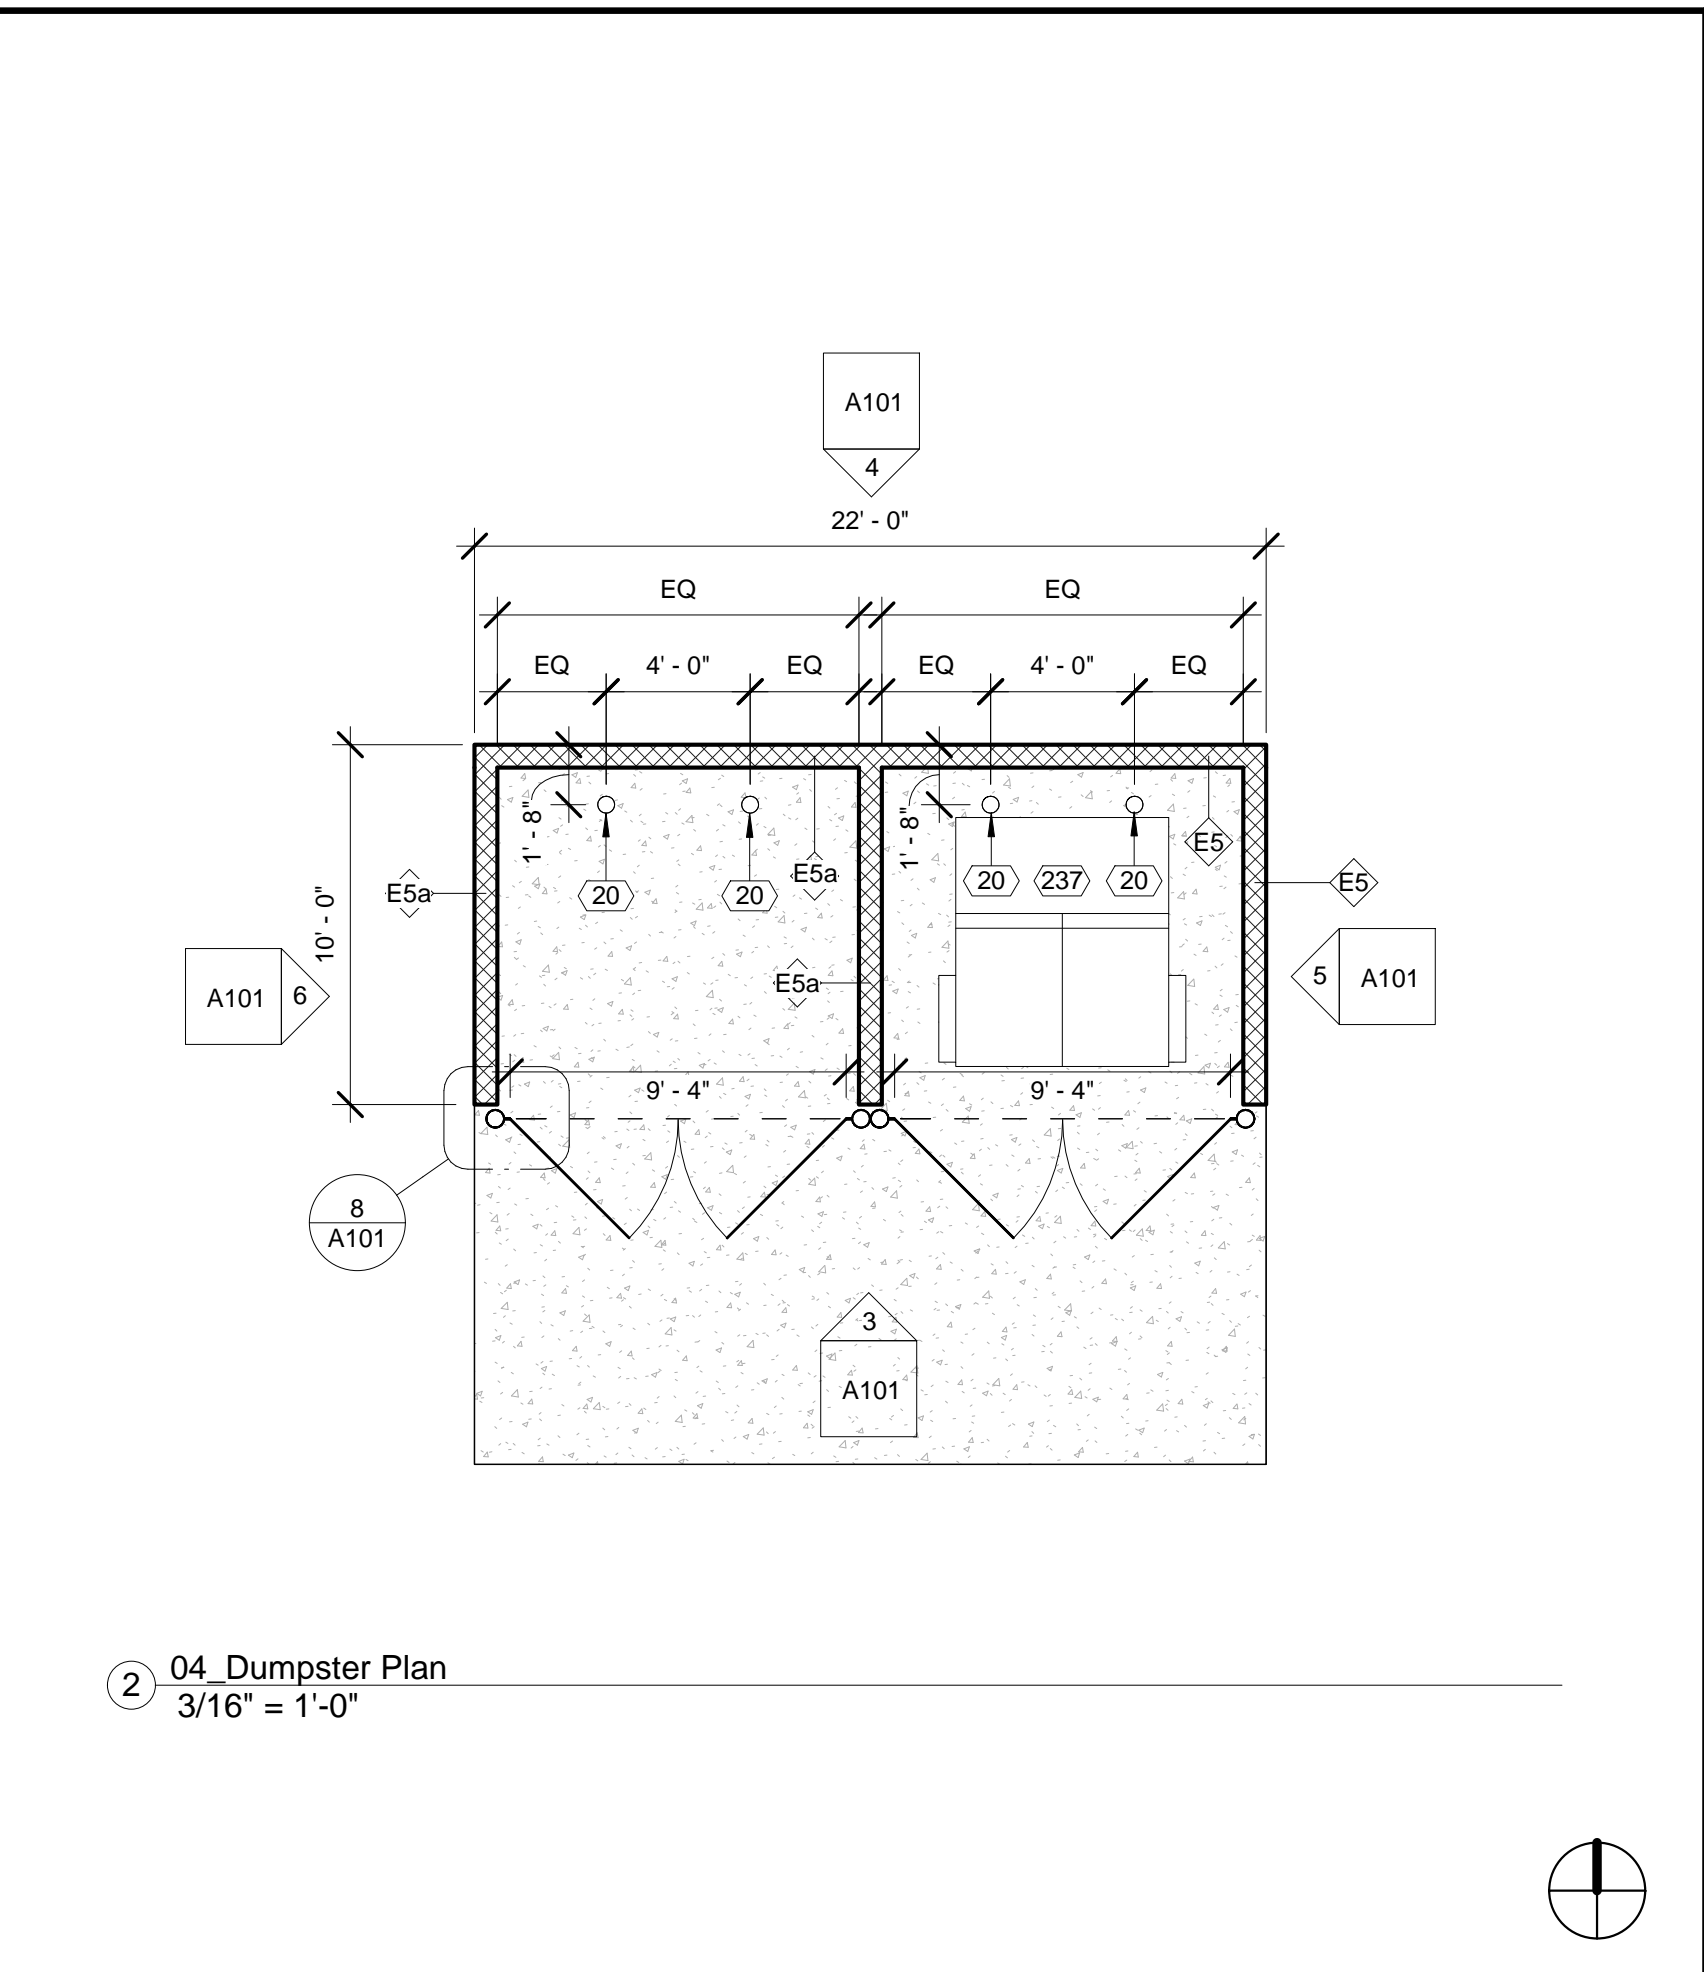 A101
4
22' - 0"
EQ
EQ
EQ
4' - 0"
EQ
EQ
4' - 0"
EQ
1' - 8"
1' - 8"
E5
E5a
20
237
20
E5
E5a
20
20
10' - 0"
E5a
A101
6
5
A101
9' - 4"
9' - 4"
8
A101
3
A101
2
04_Dumpster Plan
3/16" = 1'-0"